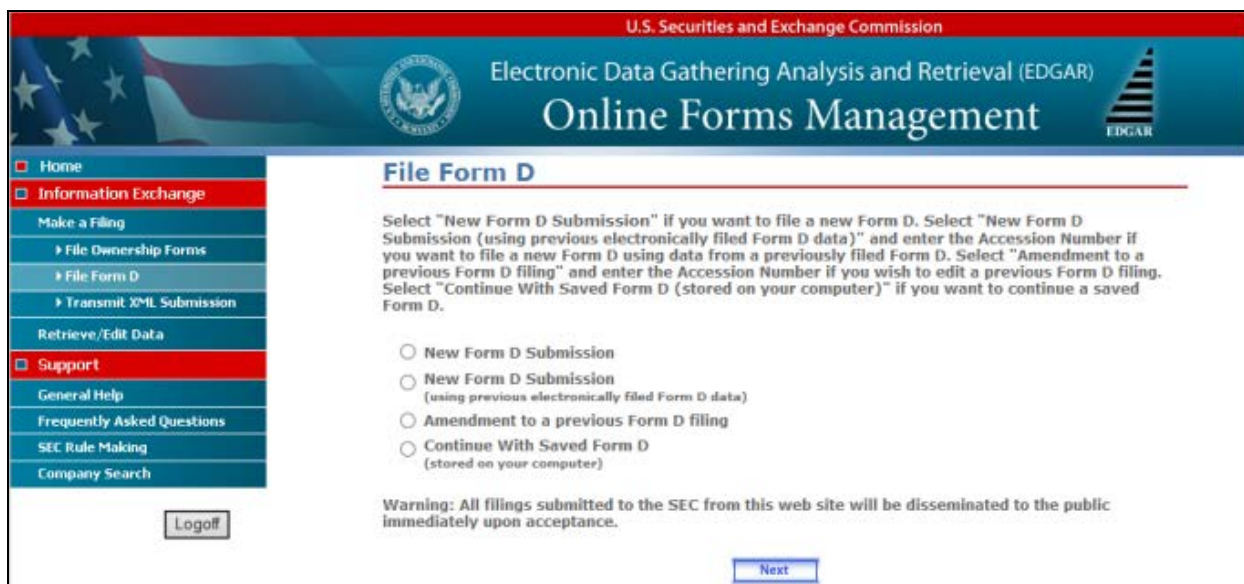 U.S. Securities and Exchange Commission
Electronic Data Gathering Analysis and Retrieval (EDGAR)
Online Forms Management
EDGAR
Home
Information Exchange
Make a Filing
File Ownership Forms
File Form D
Transmit XML Submission
Retrieve/Edit Data
Support
General Help
Frequently Asked Questions
SEC Rule Making
Company Search
Logoff
File Form D
Select "New Form D Submission" if you want to file a new Form D. Select "New Form D
Submission (using previous electronically filed Form D data)" and enter the Accession Number if
you want to file a new Form D using data from a previously filed Form D. Select "Amendment to a
previous Form D filing" and enter the Accession Number if you wish to edit a previous Form D filing.
Select "Continue With Saved Form D (stored on your computer)" if you want to continue a saved
Form D.
New Form D Submission
New Form D Submission
(using previous electronically filed Form D data)
Amendment to a previous Form D filing
Continue With Saved Form D
(stored on your computer)
Warning: All filings submitted to the SEC from this web site will be disseminated to the public
immediately upon acceptance.
Next